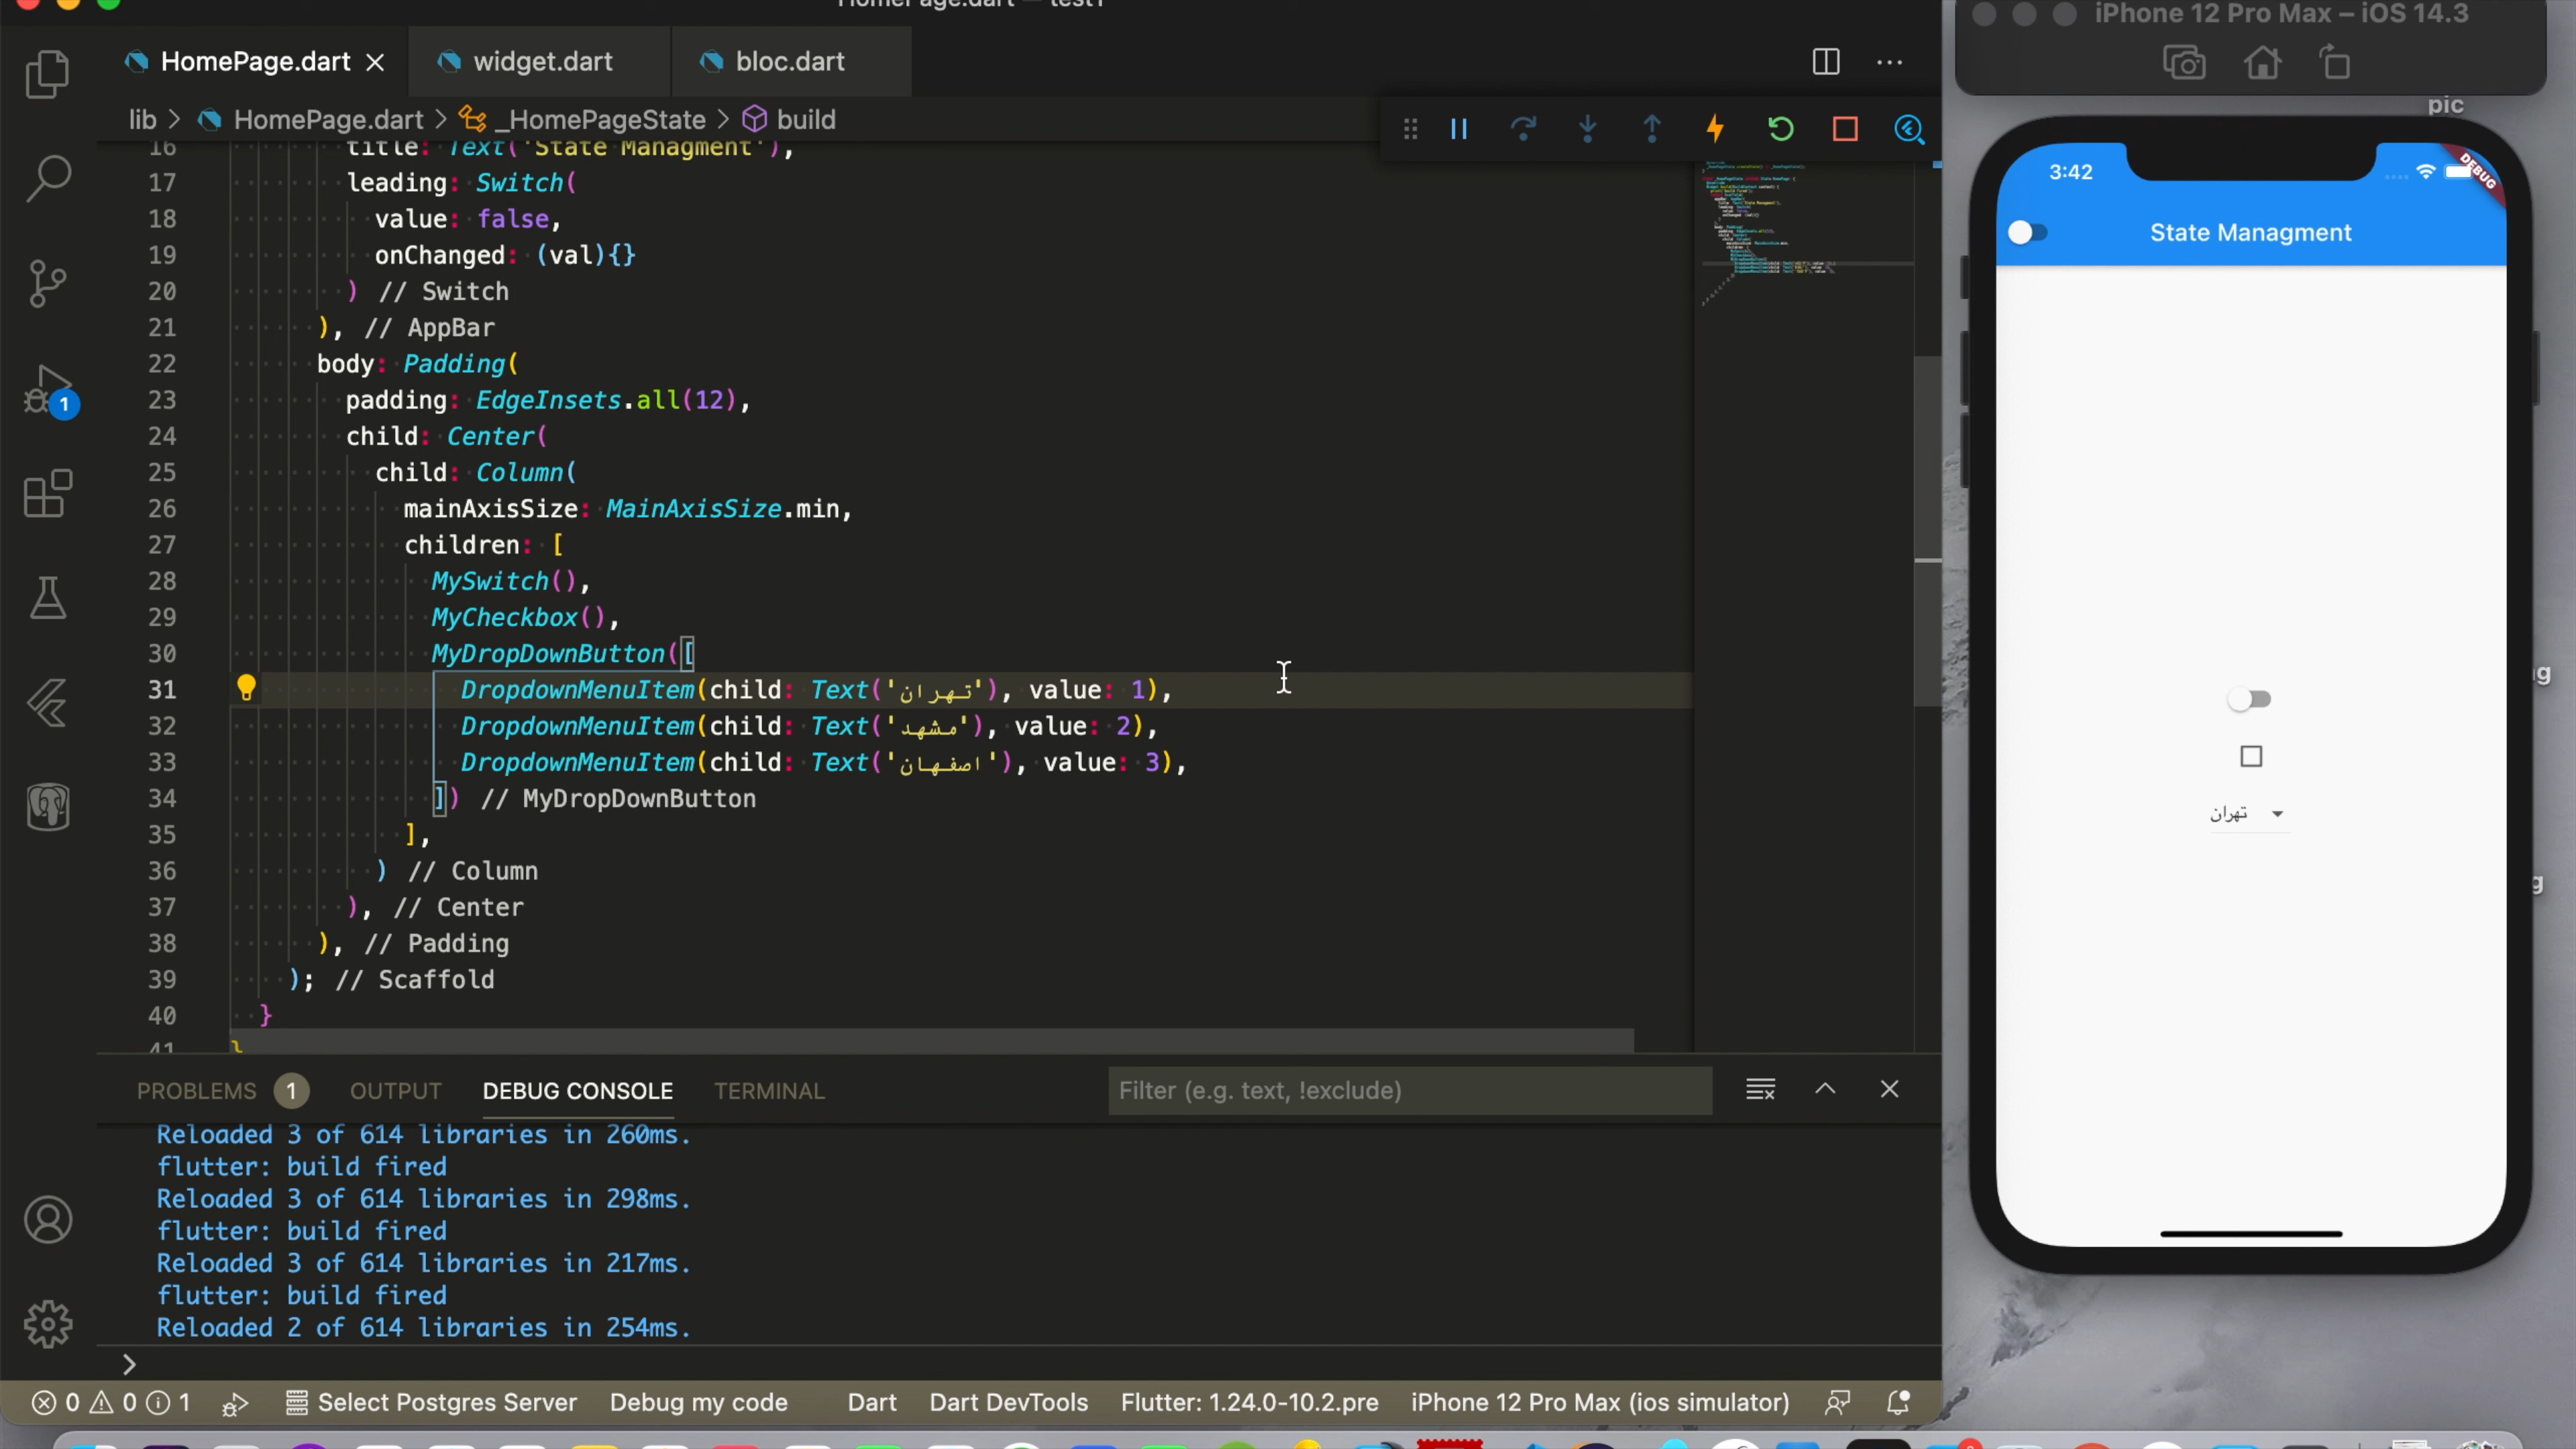 HomePage.dart — test1
HomePage.dart
widget.dart
bloc.dart
lib > HomePage.dart > _HomePageState > build
16 title: Text('State Managment'),
17 leading: Switch(
18 value: false,
19 onChanged: (val){}
20 ) // Switch
21 ), // AppBar
22 body: Padding(
23 padding: EdgeInsets.all(12),
24 child: Center(
25 child: Column(
26 mainAxisSize: MainAxisSize.min,
27 children: [
28 MySwitch(),
29 MyCheckbox(),
30 MyDropDownButton([
31 DropdownMenuItem(child: Text('تهران'), value: 1),
32 DropdownMenuItem(child: Text('مشهد'), value: 2),
33 DropdownMenuItem(child: Text('اصفهان'), value: 3),
34 ]) // MyDropDownButton
35 ],
36 ) // Column
37 ), // Center
38 ), // Padding
39 ); // Scaffold
40 }
41 }
1
PROBLEMS 1 OUTPUT DEBUG CONSOLE TERMINAL
Filter (e.g. text, !exclude)
Reloaded 3 of 614 libraries in 260ms.
flutter: build fired
Reloaded 3 of 614 libraries in 298ms.
flutter: build fired
Reloaded 3 of 614 libraries in 217ms.
flutter: build fired
Reloaded 2 of 614 libraries in 254ms.
0 0 1 Select Postgres Server Debug my code Dart Dart DevTools Flutter: 1.24.0-10.2.pre iPhone 12 Pro Max (ios simulator)
iPhone 12 Pro Max – iOS 14.3
pic
3:42
DEBUG
State Managment
تهران